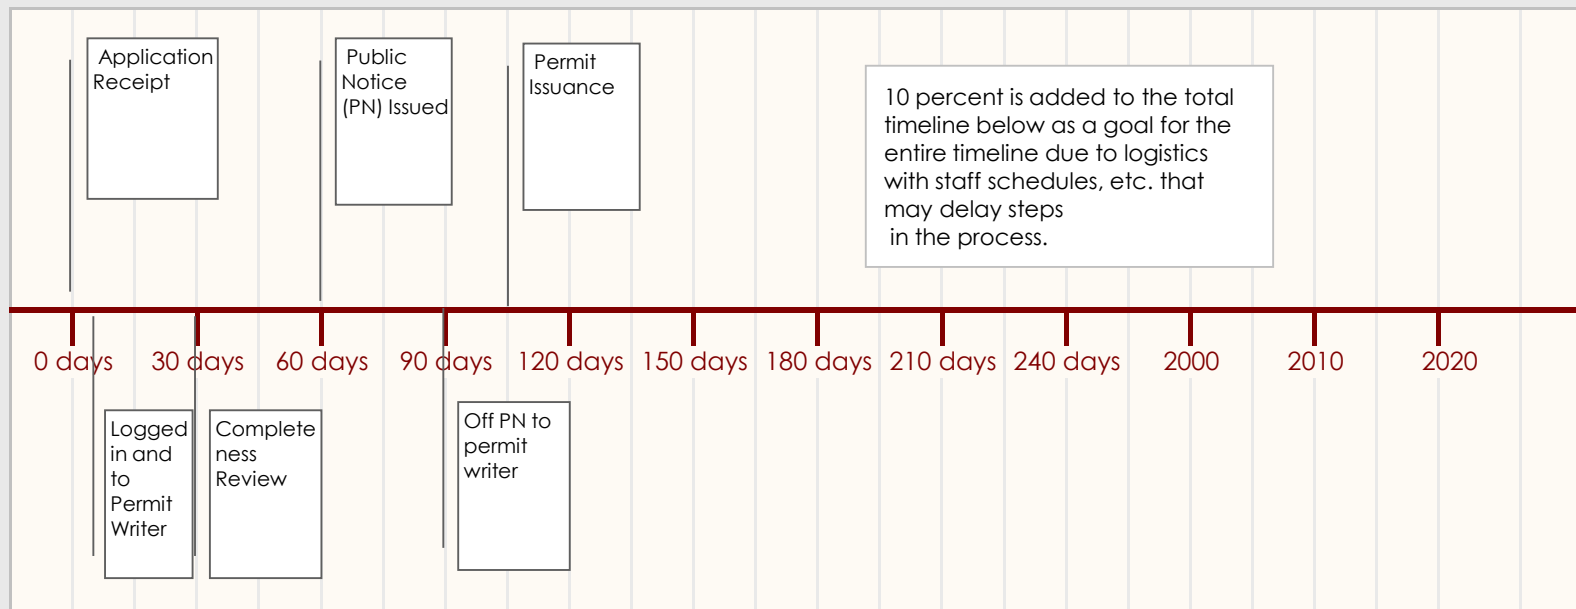 Application
Receipt
Public
Notice
(PN) Issued
Permit
Issuance
10 percent is added to the total
timeline below as a goal for the
entire timeline due to logistics
with staff schedules, etc. that
may delay steps
in the process.
0 days 30 days 60 days 90 days 120 days 150 days 180 days 210 days 240 days 2000 2010 2020
Logged
in and
to
Permit
Writer
Complete
ness
Review
Off PN to
permit
writer